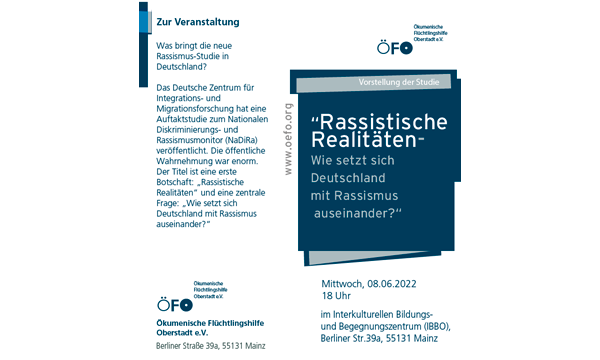 Zur Veranstaltung
Was bringt die neue
Rassismus-Studie in
Deutschland?
Das Deutsche Zentrum für
Integrations- und
Migrationsforschung hat eine
Auftaktstudie zum Nationalen
Diskriminierungs- und
Rassismusmonitor (NaDiRa)
veröffentlicht. Die öffentliche
Wahrnehmung war enorm.
Der Titel ist eine erste
Botschaft: „Rassistische
Realitäten“ und eine zentrale
Frage: „Wie setzt sich
Deutschland mit Rassismus
auseinander?“
Ökumenische
Flüchtlingshilfe
Oberstadt e.V.
ÖFO
Ökumenische Flüchtlingshilfe
Oberstadt e.V.
Berliner Straße 39a, 55131 Mainz
Ökumenische
Flüchtlingshilfe
Oberstadt e.V.
ÖFO
www.oefo.org
Vorstellung der Studie
“Rassistische
Realitäten-
Wie setzt sich
Deutschland
mit Rassismus
auseinander?“
Mittwoch, 08.06.2022
18 Uhr
im Interkulturellen Bildungs-
und Begegnungszentrum (IBBO),
Berliner Str.39a, 55131 Mainz